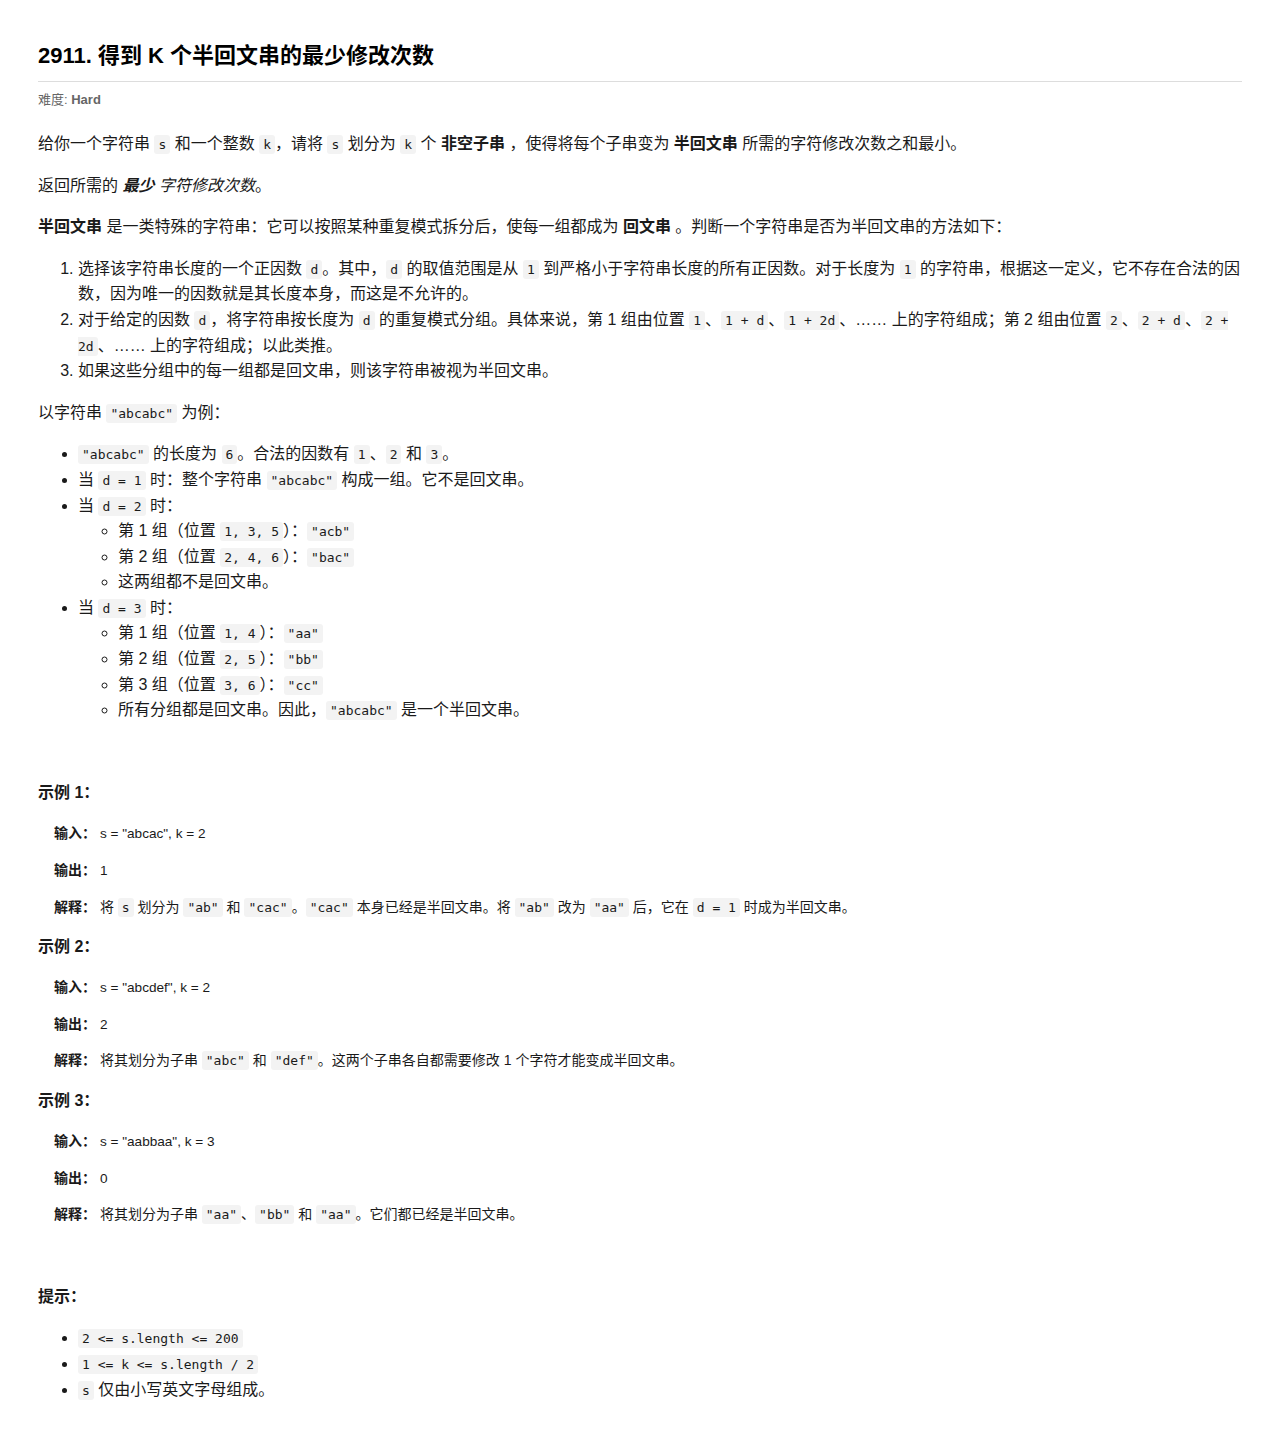 2911. 得到 K 个半回文串的最少修改次数
难度: Hard
给你一个字符串 s 和一个整数 k，请将 s 划分为 k 个 非空子串 ，使得将每个子串变为 半回文串 所需的字符修改次数之和最小。
返回所需的 最少 字符修改次数。
半回文串 是一类特殊的字符串：它可以按照某种重复模式拆分后，使每一组都成为 回文串 。判断一个字符串是否为半回文串的方法如下：
1. 选择该字符串长度的一个正因数 d。其中，d 的取值范围是从 1 到严格小于字符串长度的所有正因数。对于长度为 1 的字符串，根据这一定义，它不存在合法的因
数，因为唯一的因数就是其长度本身，而这是不允许的。
2. 对于给定的因数 d，将字符串按长度为 d 的重复模式分组。具体来说，第 1 组由位置 1、1 + d、1 + 2d、…… 上的字符组成；第 2 组由位置 2、2 + d、2 +
2d、…… 上的字符组成；以此类推。
3. 如果这些分组中的每一组都是回文串，则该字符串被视为半回文串。
以字符串 "abcabc" 为例：
• "abcabc" 的长度为 6。合法的因数有 1、2 和 3。
• 当 d = 1 时：整个字符串 "abcabc" 构成一组。它不是回文串。
• 当 d = 2 时：
◦ 第 1 组（位置 1, 3, 5）："acb"
◦ 第 2 组（位置 2, 4, 6）："bac"
◦ 这两组都不是回文串。
• 当 d = 3 时：
◦ 第 1 组（位置 1, 4）："aa"
◦ 第 2 组（位置 2, 5）："bb"
◦ 第 3 组（位置 3, 6）："cc"
◦ 所有分组都是回文串。因此，"abcabc" 是一个半回文串。
示例 1：
输入： s = "abcac", k = 2
输出： 1
解释： 将 s 划分为 "ab" 和 "cac"。"cac" 本身已经是半回文串。将 "ab" 改为 "aa" 后，它在 d = 1 时成为半回文串。
示例 2：
输入： s = "abcdef", k = 2
输出： 2
解释： 将其划分为子串 "abc" 和 "def"。这两个子串各自都需要修改 1 个字符才能变成半回文串。
示例 3：
输入： s = "aabbaa", k = 3
输出： 0
解释： 将其划分为子串 "aa"、"bb" 和 "aa"。它们都已经是半回文串。
提示：
• 2 <= s.length <= 200
• 1 <= k <= s.length / 2
• s 仅由小写英文字母组成。